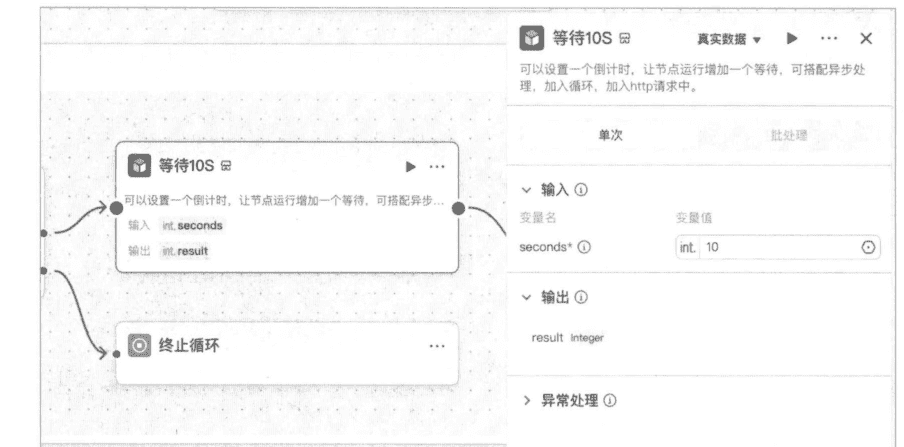 等待10S
可以设置一个倒计时，让节点运行增加一个等待，可搭配异步...
输入 int. seconds
输出 int. result
终止循环
等待10S
真实数据
可以设置一个倒计时，让节点运行增加一个等待，可搭配异步处
理，加入循环，加入http请求中。
单次 批处理
输入
变量名 变量值
seconds* int. 10
输出
result Integer
异常处理